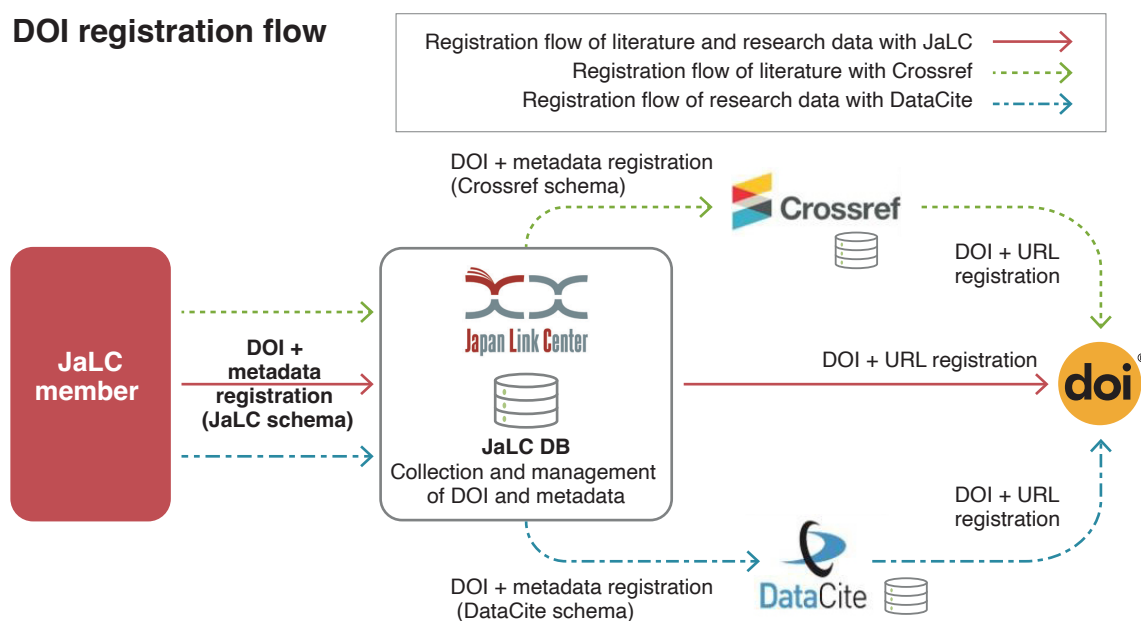 DOI registration flow
Registration flow of literature and research data with JaLC
Registration flow of literature with Crossref
Registration flow of research data with DataCite
DOI + metadata registration
(Crossref schema)
Crossref
DOI + URL
registration
JaLC
member
DOI +
metadata
registration
(JaLC schema)
Japan Link Center
JaLC DB
Collection and management
of DOI and metadata
DOI + URL registration
doi®
DOI + URL
registration
DOI + metadata registration
(DataCite schema)
DataCite